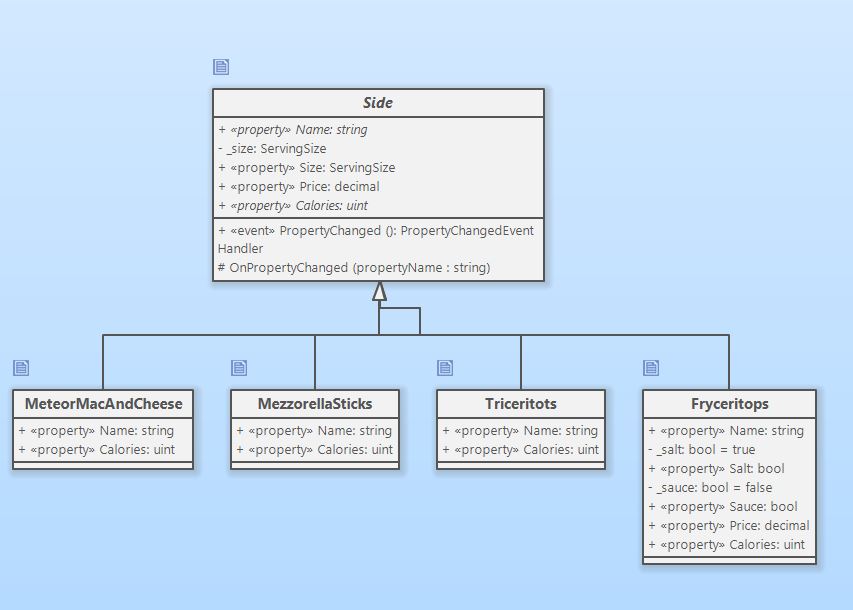 Side
+ «property» Name: string
- _size: ServingSize
+ «property» Size: ServingSize
+ «property» Price: decimal
+ «property» Calories: uint
+ «event» PropertyChanged (): PropertyChangedEvent
Handler
# OnPropertyChanged (propertyName : string)
MeteorMacAndCheese
+ «property» Name: string
+ «property» Calories: uint
MezzorellaSticks
+ «property» Name: string
+ «property» Calories: uint
Triceritots
+ «property» Name: string
+ «property» Calories: uint
Fryceritops
+ «property» Name: string
- _salt: bool = true
+ «property» Salt: bool
- _sauce: bool = false
+ «property» Sauce: bool
+ «property» Price: decimal
+ «property» Calories: uint